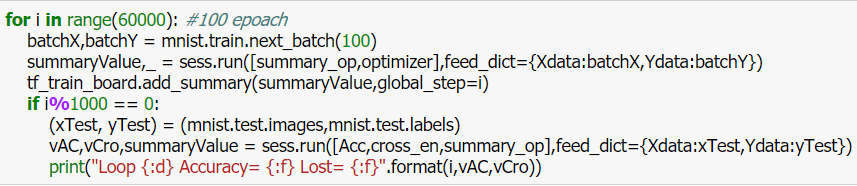 for i in range(60000): #100 epoach
batchX,batchY = mnist.train.next_batch(100)
summaryValue,_ = sess.run([summary_op,optimizer],feed_dict={Xdata:batchX,Ydata:batchY})
tf_train_board.add_summary(summaryValue,global_step=i)
if i%1000 == 0:
(xTest, yTest) = (mnist.test.images,mnist.test.labels)
vAC,vCro,summaryValue = sess.run([Acc,cross_en,summary_op],feed_dict={Xdata:xTest,Ydata:yTest})
print("Loop {:d} Accuracy= {:f} Lost= {:f}".format(i,vAC,vCro))